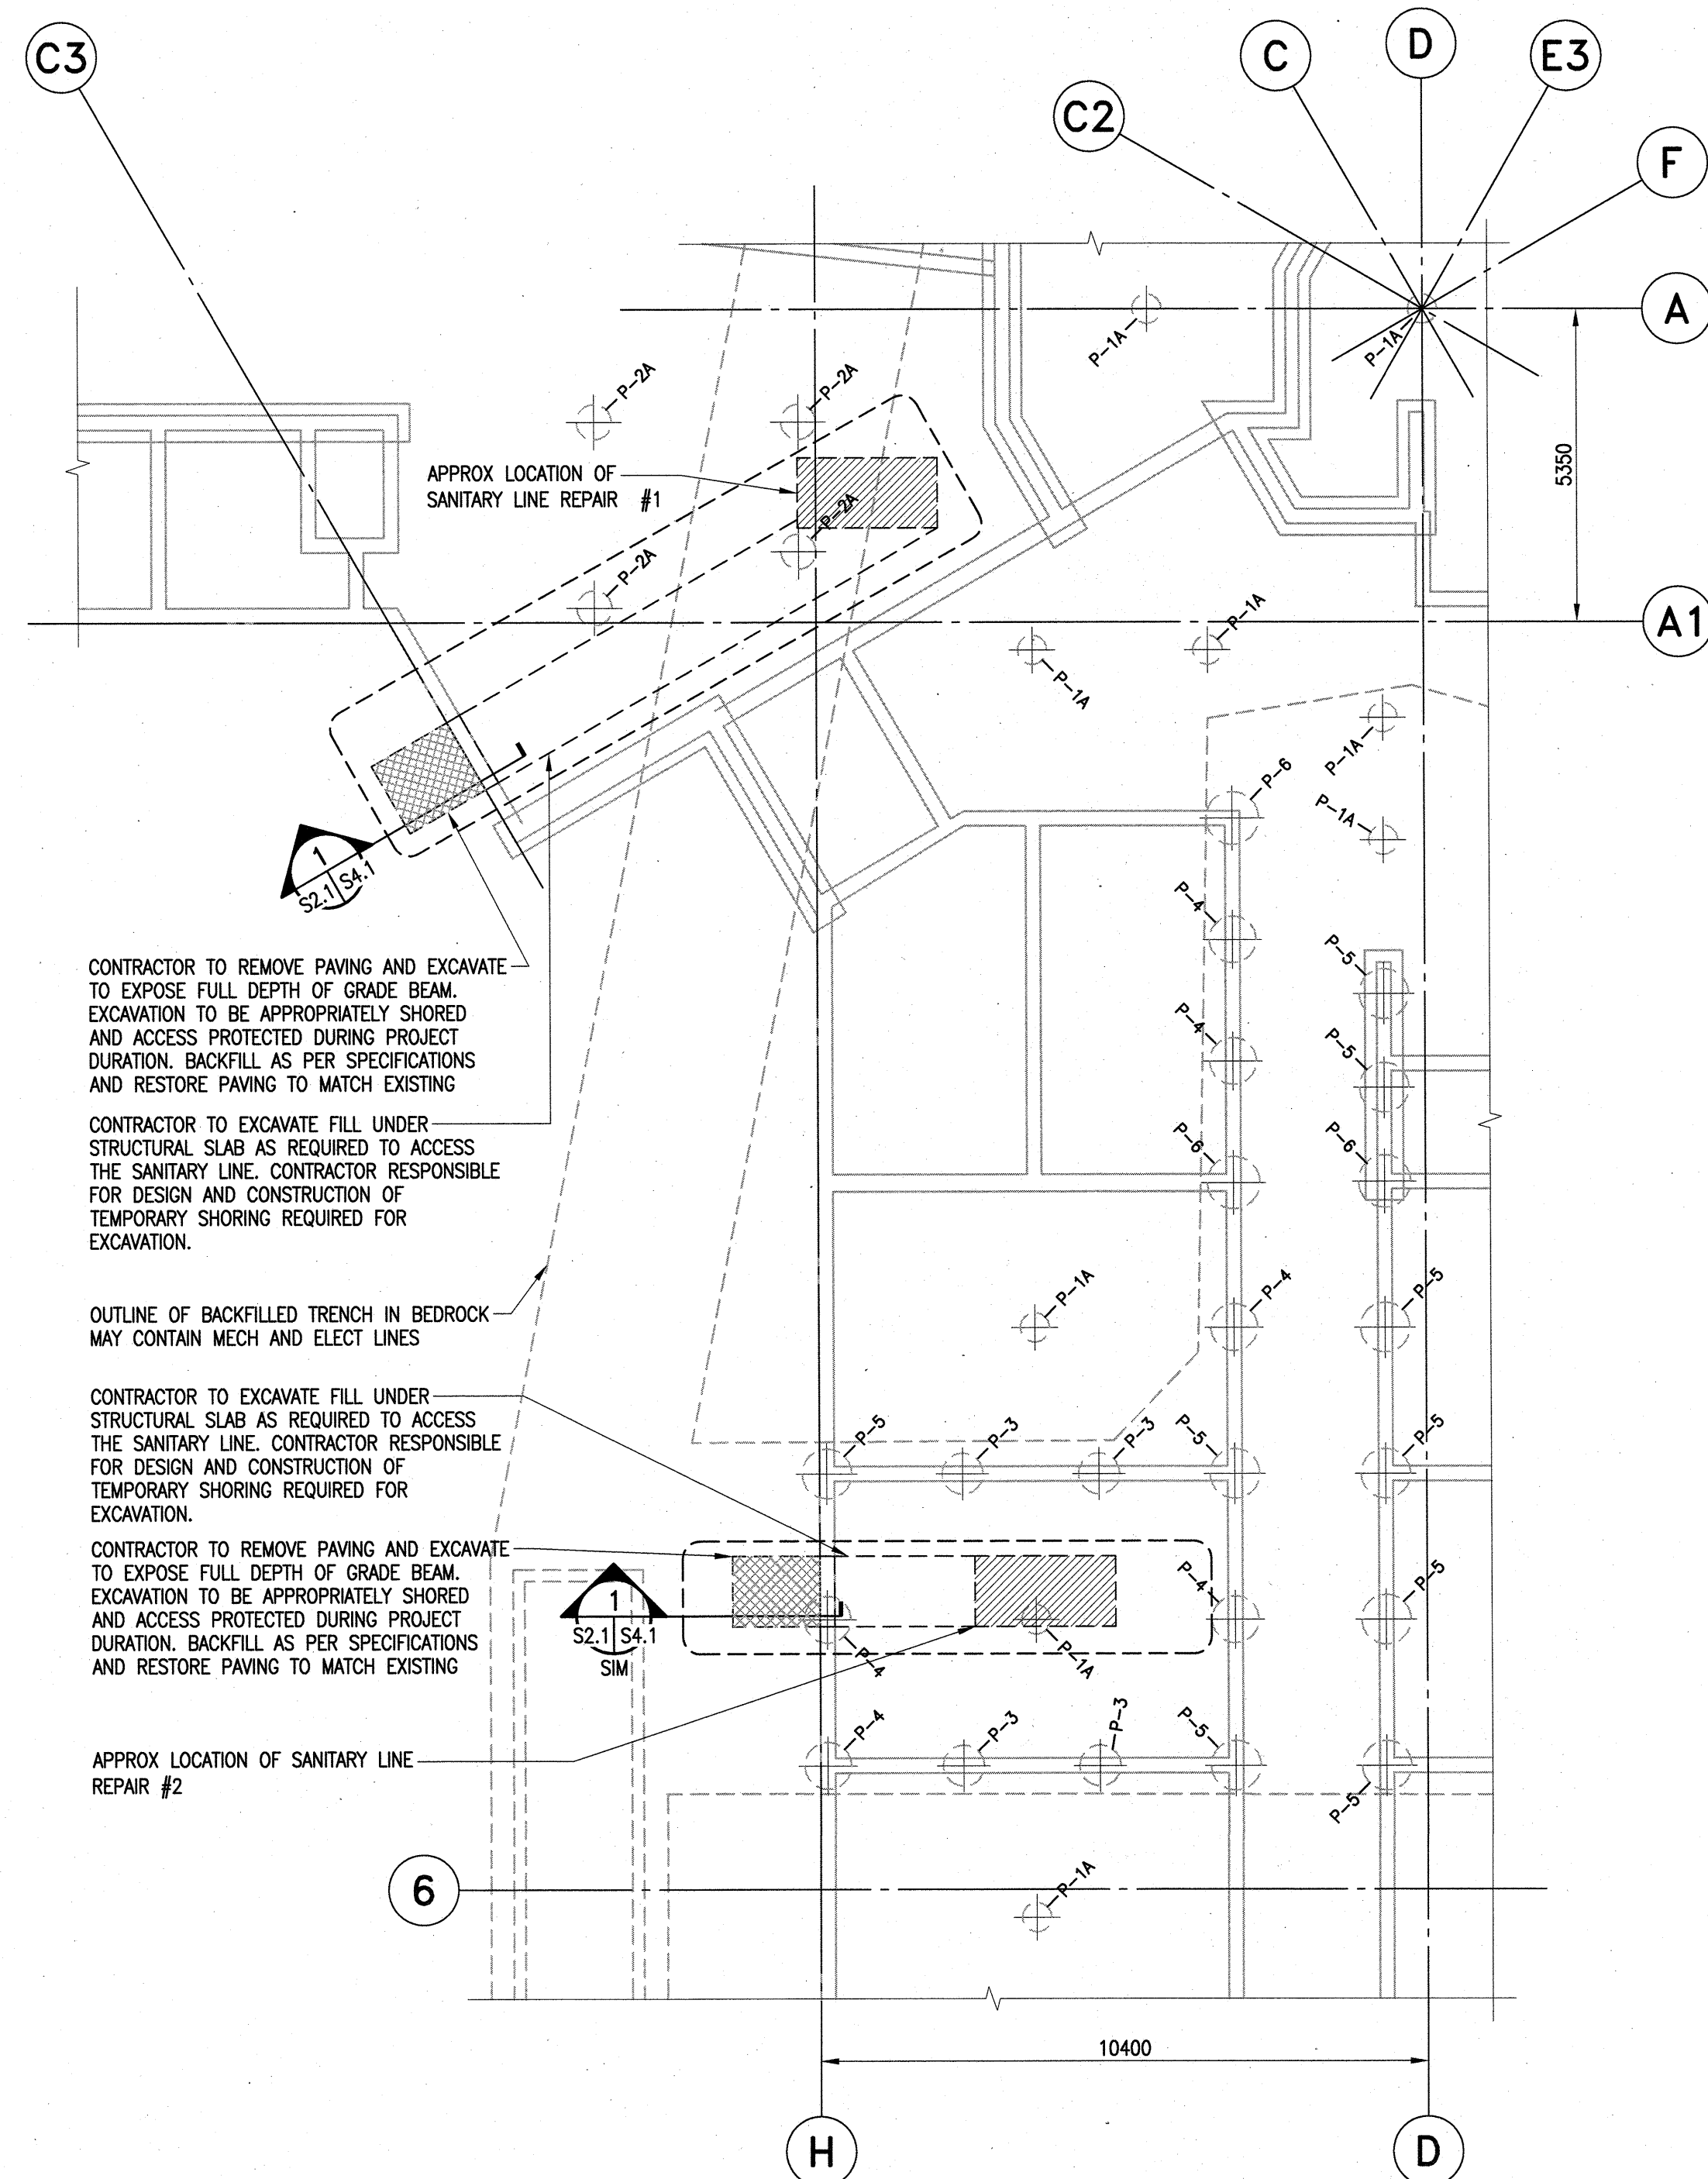 C3
C2
C
D
E3
F
A
5350
A1
P-1A
P-1A
P-2A
P-2A
APPROX LOCATION OF
SANITARY LINE REPAIR #1
P-2A
P-2A
P-1A
P-1A
P-1A
P-1A
P-6
P-4
P-5
P-4
P-5
P-6
P-6
1
S2.1
S4.1
CONTRACTOR TO REMOVE PAVING AND EXCAVATE
TO EXPOSE FULL DEPTH OF GRADE BEAM.
EXCAVATION TO BE APPROPRIATELY SHORED
AND ACCESS PROTECTED DURING PROJECT
DURATION. BACKFILL AS PER SPECIFICATIONS
AND RESTORE PAVING TO MATCH EXISTING
CONTRACTOR TO EXCAVATE FILL UNDER
STRUCTURAL SLAB AS REQUIRED TO ACCESS
THE SANITARY LINE. CONTRACTOR RESPONSIBLE
FOR DESIGN AND CONSTRUCTION OF
TEMPORARY SHORING REQUIRED FOR
EXCAVATION.
OUTLINE OF BACKFILLED TRENCH IN BEDROCK
MAY CONTAIN MECH AND ELECT LINES
P-1A
P-4
P-5
CONTRACTOR TO EXCAVATE FILL UNDER
STRUCTURAL SLAB AS REQUIRED TO ACCESS
THE SANITARY LINE. CONTRACTOR RESPONSIBLE
FOR DESIGN AND CONSTRUCTION OF
TEMPORARY SHORING REQUIRED FOR
EXCAVATION.
P-5
P-3
P-3
P-5
P-5
CONTRACTOR TO REMOVE PAVING AND EXCAVATE
TO EXPOSE FULL DEPTH OF GRADE BEAM.
EXCAVATION TO BE APPROPRIATELY SHORED
AND ACCESS PROTECTED DURING PROJECT
DURATION. BACKFILL AS PER SPECIFICATIONS
AND RESTORE PAVING TO MATCH EXISTING
1
S2.1
S4.1
SIM
P-4
P-1A
P-4
P-5
APPROX LOCATION OF SANITARY LINE
REPAIR #2
P-4
P-3
P-3
P-5
P-5
6
P-1A
10400
H
D